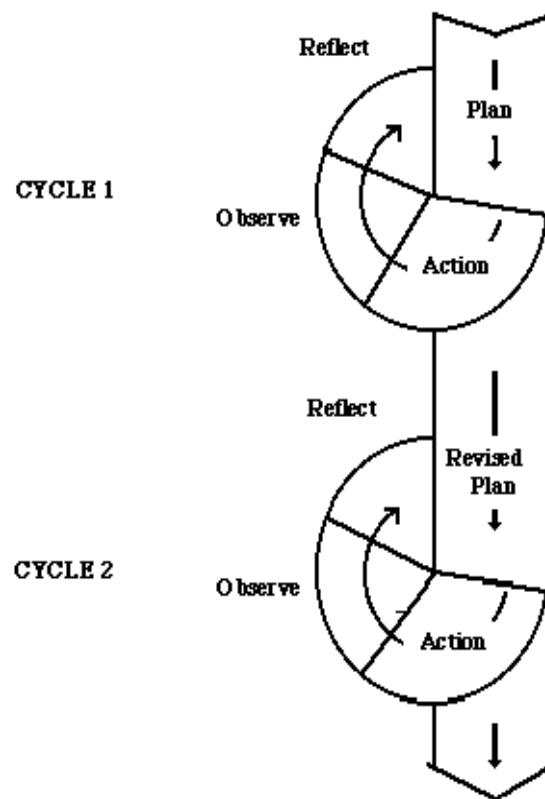 Reflect
Plan
CYCLE 1
Observe
Action
Reflect
Revised
Plan
CYCLE 2
Observe
Action